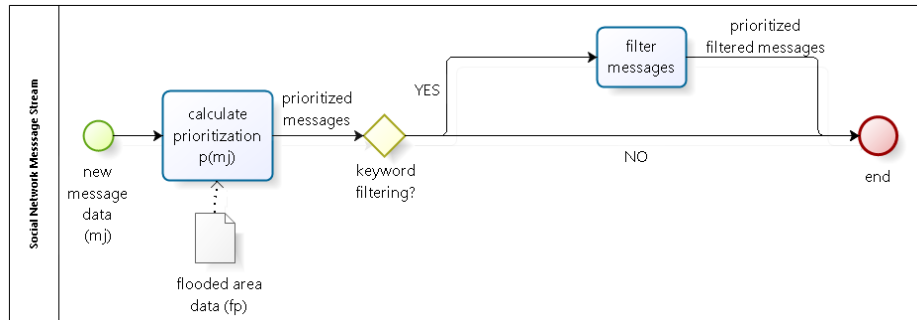 Social Network Messsage Stream
new
message
data
(mj)
calculate
prioritization
p(mj)
flooded area
data (fp)
prioritized
messages
keyword
filtering?
YES
filter
messages
prioritized
filtered messages
NO
end